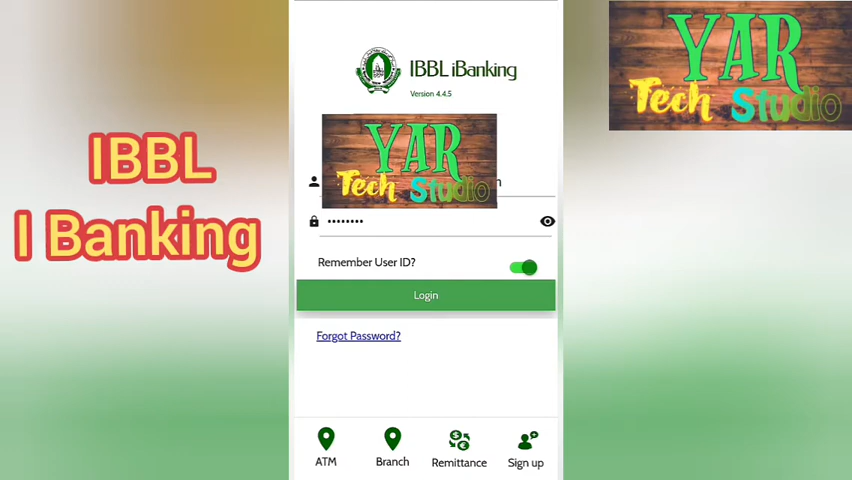 IBBL
I Banking
IBBL iBanking
Version 4.4.5
YAR
Tech Studio
••••••••
Remember User ID?
Login
Forgot Password?
ATM
Branch
Remittance
Sign up
YAR
Tech Studio